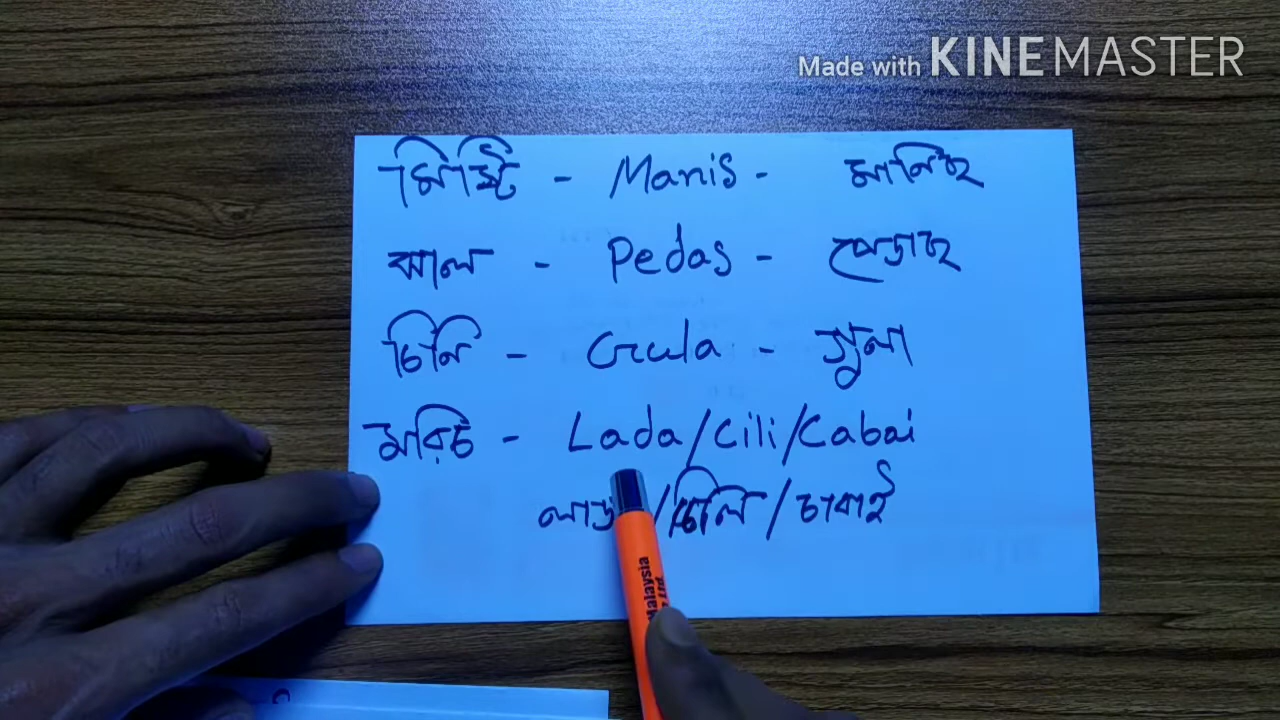 Made with KINEMASTER
মিষ্টি - Manis - মানিছ
ঝাল - Pedas - পেডাছ
চিনি - Gula - গুলা
মরিচ - Lada/Cili/Cabai
/চিলি/চাবাই
Malaysia